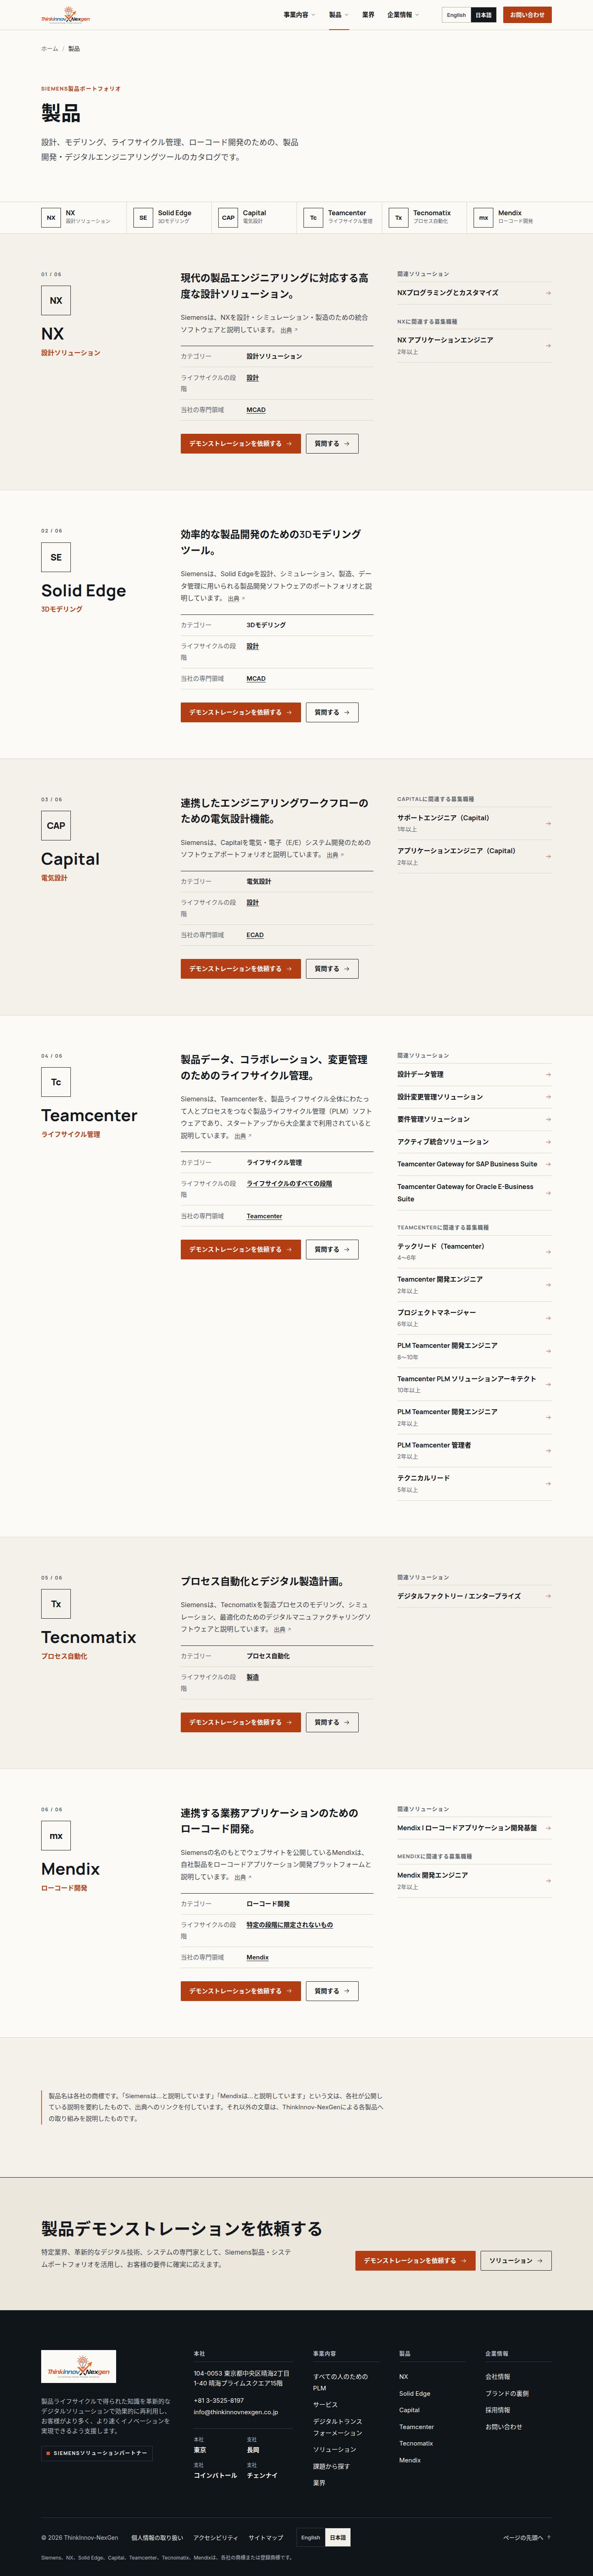 ThinkInnov Nexgen
事業内容
製品
業界
企業情報
English
日本語
お問い合わせ
ホーム / 製品
SIEMENS製品ポートフォリオ
製品
設計、モデリング、ライフサイクル管理、ローコード開発のための、製品
開発・デジタルエンジニアリングツールのカタログです。
NX NX 設計ソリューション
SE Solid Edge 3Dモデリング
CAP Capital 電気設計
Tc Teamcenter ライフサイクル管理
Tx Tecnomatix プロセス自動化
mx Mendix ローコード開発
01 / 06
NX
NX
設計ソリューション
現代の製品エンジニアリングに対応する高
度な設計ソリューション。
Siemensは、NXを設計・シミュレーション・製造のための統合
ソフトウェアと説明しています。 出典 ↗
カテゴリー 設計ソリューション
ライフサイクルの段
階
設計
当社の専門領域 MCAD
デモンストレーションを依頼する →
質問する →
関連ソリューション
NXプログラミングとカスタマイズ →
NXに関連する募集職種
NX アプリケーションエンジニア →
2年以上
02 / 06
SE
Solid Edge
3Dモデリング
効率的な製品開発のための3Dモデリング
ツール。
Siemensは、Solid Edgeを設計、シミュレーション、製造、デー
タ管理に用いられる製品開発ソフトウェアのポートフォリオと説
明しています。 出典 ↗
カテゴリー 3Dモデリング
ライフサイクルの段
階
設計
当社の専門領域 MCAD
デモンストレーションを依頼する →
質問する →
03 / 06
CAP
Capital
電気設計
連携したエンジニアリングワークフローの
ための電気設計機能。
Siemensは、Capitalを電気・電子（E/E）システム開発のための
ソフトウェアポートフォリオと説明しています。 出典 ↗
カテゴリー 電気設計
ライフサイクルの段
階
設計
当社の専門領域 ECAD
デモンストレーションを依頼する →
質問する →
CAPITALに関連する募集職種
サポートエンジニア（Capital） →
1年以上
アプリケーションエンジニア（Capital） →
2年以上
04 / 06
Tc
Teamcenter
ライフサイクル管理
製品データ、コラボレーション、変更管理
のためのライフサイクル管理。
Siemensは、Teamcenterを、製品ライフサイクル全体にわたっ
て人とプロセスをつなぐ製品ライフサイクル管理（PLM）ソフト
ウェアであり、スタートアップから大企業まで利用されていると
説明しています。 出典 ↗
カテゴリー ライフサイクル管理
ライフサイクルの段
階
ライフサイクルのすべての段階
当社の専門領域 Teamcenter
デモンストレーションを依頼する →
質問する →
関連ソリューション
設計データ管理 →
設計変更管理ソリューション →
要件管理ソリューション →
アクティブ統合ソリューション →
Teamcenter Gateway for SAP Business Suite →
Teamcenter Gateway for Oracle E-Business
Suite →
TEAMCENTERに関連する募集職種
テックリード（Teamcenter） →
4〜6年
Teamcenter 開発エンジニア →
2年以上
プロジェクトマネージャー →
6年以上
PLM Teamcenter 開発エンジニア →
8〜10年
Teamcenter PLM ソリューションアーキテクト →
10年以上
PLM Teamcenter 開発エンジニア →
2年以上
PLM Teamcenter 管理者 →
2年以上
テクニカルリード →
5年以上
05 / 06
Tx
Tecnomatix
プロセス自動化
プロセス自動化とデジタル製造計画。
Siemensは、Tecnomatixを製造プロセスのモデリング、シミュ
レーション、最適化のためのデジタルマニュファクチャリングソ
フトウェアと説明しています。 出典 ↗
カテゴリー プロセス自動化
ライフサイクルの段
階
製造
デモンストレーションを依頼する →
質問する →
関連ソリューション
デジタルファクトリー / エンタープライズ →
06 / 06
mx
Mendix
ローコード開発
連携する業務アプリケーションのための
ローコード開発。
Siemensの名のもとでウェブサイトを公開しているMendixは、
自社製品をローコードアプリケーション開発プラットフォームと
説明しています。 出典 ↗
カテゴリー ローコード開発
ライフサイクルの段
階
特定の段階に限定されないもの
当社の専門領域 Mendix
デモンストレーションを依頼する →
質問する →
関連ソリューション
Mendix l ローコードアプリケーション開発基盤 →
MENDIXに関連する募集職種
Mendix 開発エンジニア →
2年以上
製品名は各社の商標です。「Siemensは…と説明しています」「Mendixは…と説明しています」という文は、各社が公開し
ている説明を要約したもので、出典へのリンクを付しています。それ以外の文章は、ThinkInnov-NexGenによる各製品へ
の取り組みを説明したものです。
製品デモンストレーションを依頼する
特定業界、革新的なデジタル技術、システムの専門家として、Siemens製品・システ
ムポートフォリオを活用し、お客様の要件に確実に応えます。
デモンストレーションを依頼する →
ソリューション →
ThinkInnov Nexgen
製品ライフサイクルで得られた知識を革新的な
デジタルソリューションで効果的に再利用し、
お客様がより多く、より速くイノベーションを
実現できるよう支援します。
SIEMENSソリューションパートナー
本社
104-0053 東京都中央区晴海2丁目
1-40 晴海プライムスクエア15階
+81 3-3525-8197
info@thinkinnovnexgen.co.jp
本社 東京
支社 長岡
支社 コインバトール
支社 チェンナイ
事業内容
すべての人のための
PLM
サービス
デジタルトランス
フォーメーション
ソリューション
課題から探す
業界
製品
NX
Solid Edge
Capital
Teamcenter
Tecnomatix
Mendix
企業情報
会社情報
ブランドの裏側
採用情報
お問い合わせ
© 2026 ThinkInnov-NexGen
個人情報の取り扱い
アクセシビリティ
サイトマップ
English
日本語
ページの先頭へ ↑
Siemens、NX、Solid Edge、Capital、Teamcenter、Tecnomatix、Mendixは、各社の商標または登録商標です。